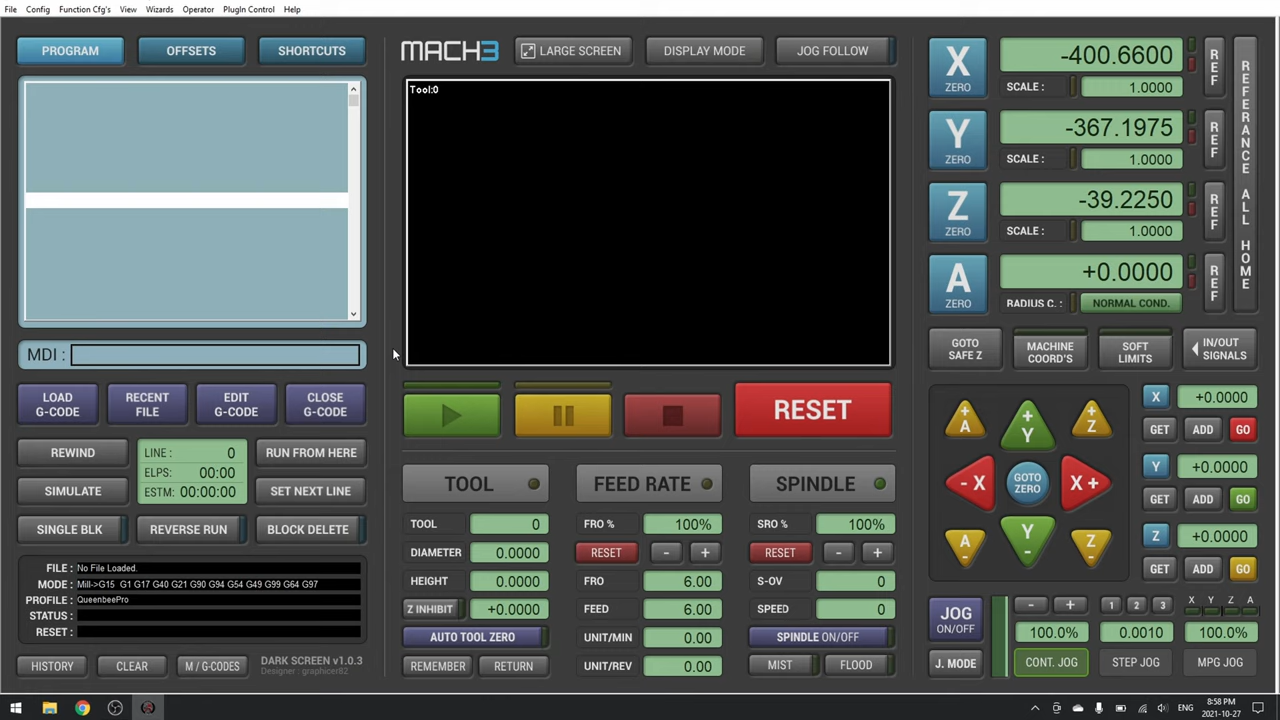 File Config Function Cfg's View Wizards Operator PlugIn Control Help
PROGRAM OFFSETS SHORTCUTS
MDI :
LOAD G-CODE
RECENT FILE
EDIT G-CODE
CLOSE G-CODE
REWIND
LINE : 0
ELPS: 00:00
ESTM: 00:00:00
RUN FROM HERE
SIMULATE
SET NEXT LINE
SINGLE BLK REVERSE RUN BLOCK DELETE
FILE: No File Loaded.
MODE: Mill->G15 G1 G17 G40 G21 G90 G94 G54 G49 G99 G64 G97
PROFILE: QueenbeePro
STATUS :
RESET :
HISTORY CLEAR M / G-CODES
DARK SCREEN v1.0.3
Designer : graphicer82
MACH3 LARGE SCREEN DISPLAY MODE JOG FOLLOW
Tool:0
RESET
TOOL
TOOL 0
DIAMETER 0.0000
HEIGHT 0.0000
Z INHIBIT +0.0000
AUTO TOOL ZERO
REMEMBER RETURN
FEED RATE
FRO % 100%
RESET - +
FRO 6.00
FEED 6.00
UNIT/MIN 0.00
UNIT/REV 0.00
SPINDLE
SRO % 100%
RESET - +
S-OV 0
SPEED 0
SPINDLE ON/OFF
MIST FLOOD
X ZERO -400.6600 REF
SCALE : 1.0000
Y ZERO -367.1975 REF
SCALE : 1.0000
Z ZERO -39.2250 REF
SCALE : 1.0000
A ZERO +0.0000 REF
RADIUS C. : NORMAL COND.
REFERANCE ALL HOME
GOTO SAFE Z
MACHINE COORD'S
SOFT LIMITS
IN/OUT SIGNALS
+ A
+ Y
+ Z
- X
GOTO ZERO
X +
A -
Y -
Z -
X +0.0000
GET ADD GO
Y +0.0000
GET ADD GO
Z +0.0000
GET ADD GO
JOG ON/OFF
J. MODE
- + 1 2 3 X Y Z A
100.0% 0.0010 100.0%
CONT. JOG STEP JOG MPG JOG
ENG
8:58 PM
2021-10-27